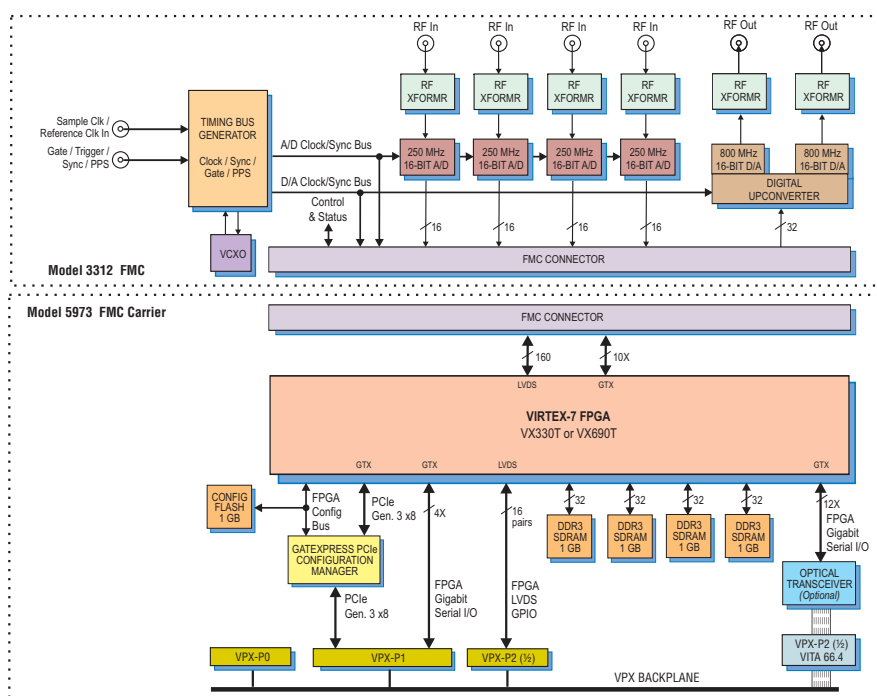 RF In
RF In
RF In
RF In
RF Out
RF Out
RF
XFORMR
RF
XFORMR
RF
XFORMR
RF
XFORMR
RF
XFORMR
RF
XFORMR
Sample Clk /
Reference Clk In
Gate / Trigger /
Sync / PPS
TIMING BUS
GENERATOR
Clock / Sync /
Gate / PPS
A/D Clock/Sync Bus
250 MHz
16-BIT A/D
250 MHz
16-BIT A/D
250 MHz
16-BIT A/D
250 MHz
16-BIT A/D
800 MHz
16-BIT D/A
800 MHz
16-BIT D/A
DIGITAL
UPCONVERTER
D/A Clock/Sync Bus
Control
& Status
16
16
16
16
32
VCXO
FMC CONNECTOR
Model 3312 FMC
Model 5973 FMC Carrier
FMC CONNECTOR
160
10X
LVDS
GTX
VIRTEX-7 FPGA
VX330T or VX690T
GTX
GTX
LVDS
GTX
CONFIG
FLASH
1 GB
FPGA
Config
Bus
PCIe
Gen. 3 x8
4X
16
pairs
32
32
32
32
12X
DDR3
SDRAM
1 GB
DDR3
SDRAM
1 GB
DDR3
SDRAM
1 GB
DDR3
SDRAM
1 GB
FPGA
Gigabit
Serial I/O
GATEXPRESS PCIe
CONFIGURATION
MANAGER
PCIe
Gen. 3 x8
FPGA
Gigabit
Serial I/O
FPGA
LVDS
GPIO
OPTICAL
TRANSCEIVER
(Optional)
VPX-P0
VPX-P1
VPX-P2 (½)
VPX-P2 (½)
VITA 66.4
VPX BACKPLANE